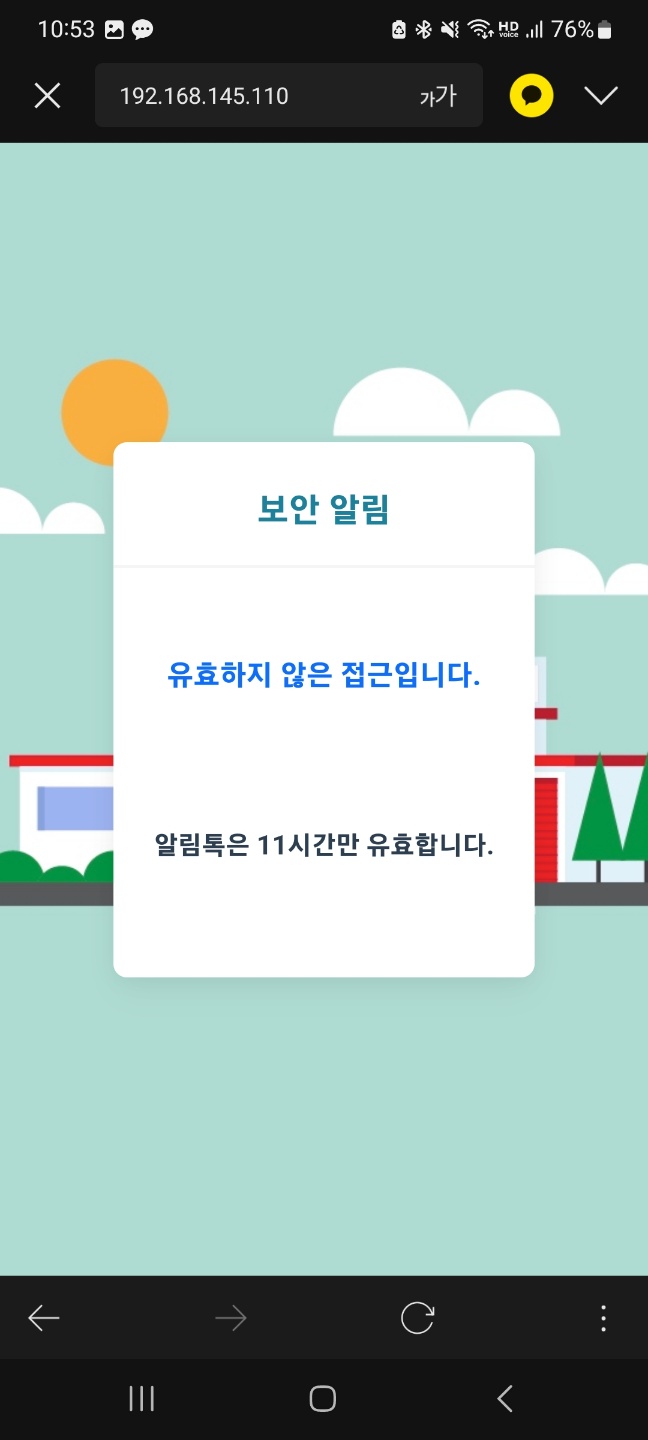 10:53
HD voice
76%
192.168.145.110
가가
보안 알림
유효하지 않은 접근입니다.
알림톡은 11시간만 유효합니다.